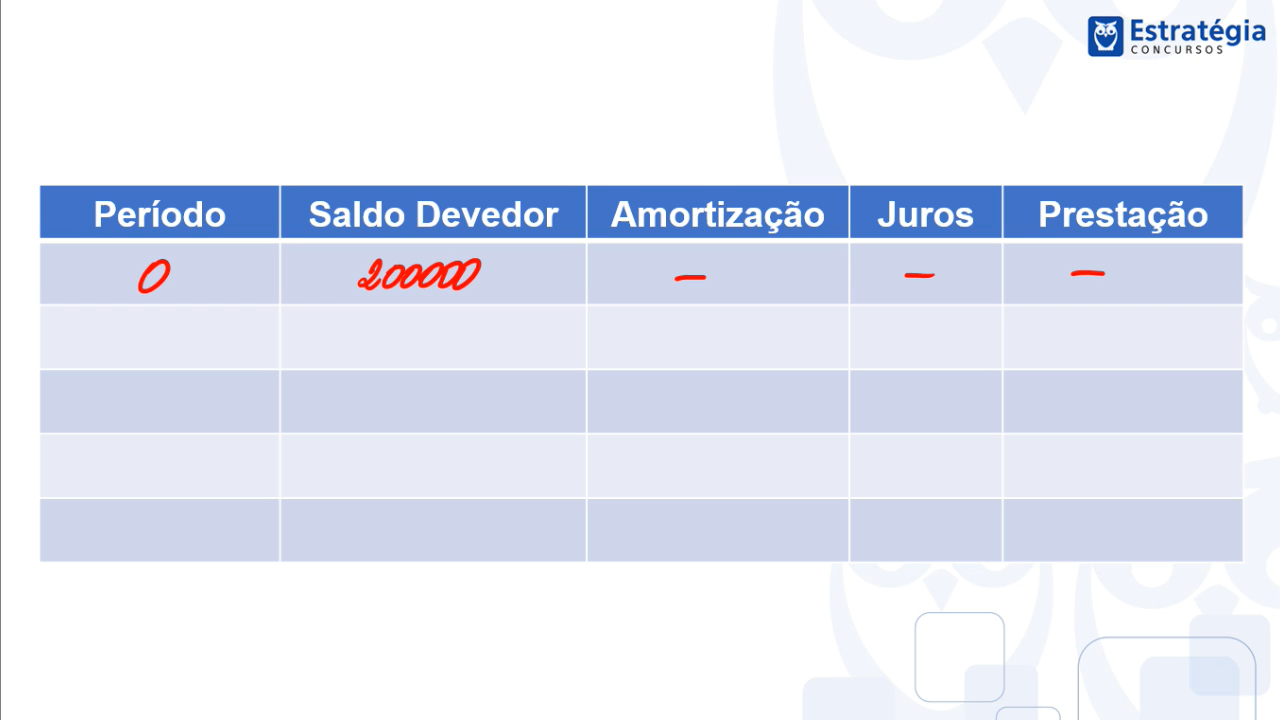 Estratégia
CONCURSOS
Período Saldo Devedor Amortização Juros Prestação
0 200000 — — —